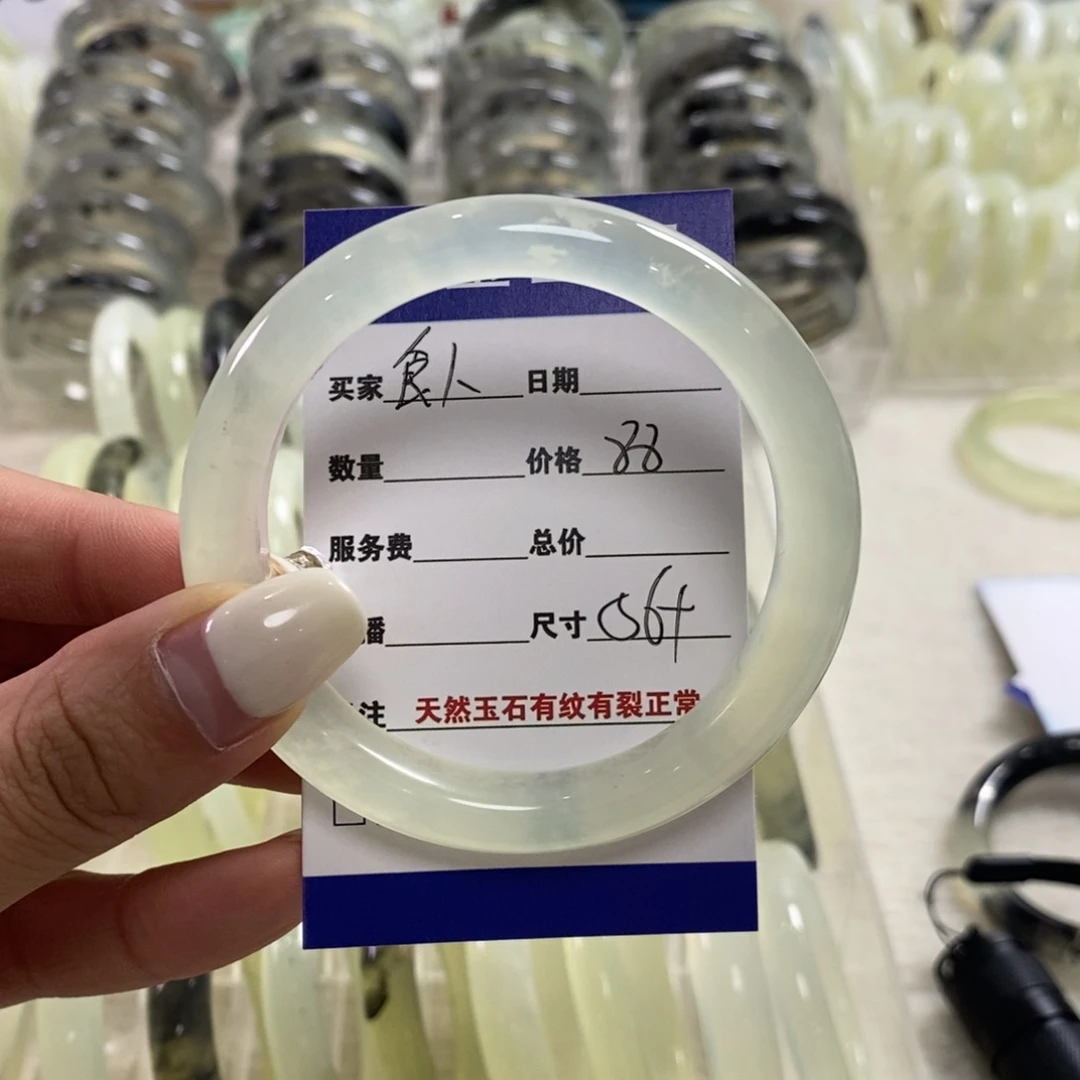 买家 良人 日期
数量 价格 88
服务费 总价
播 尺寸 564
注 天然玉石有纹有裂正常